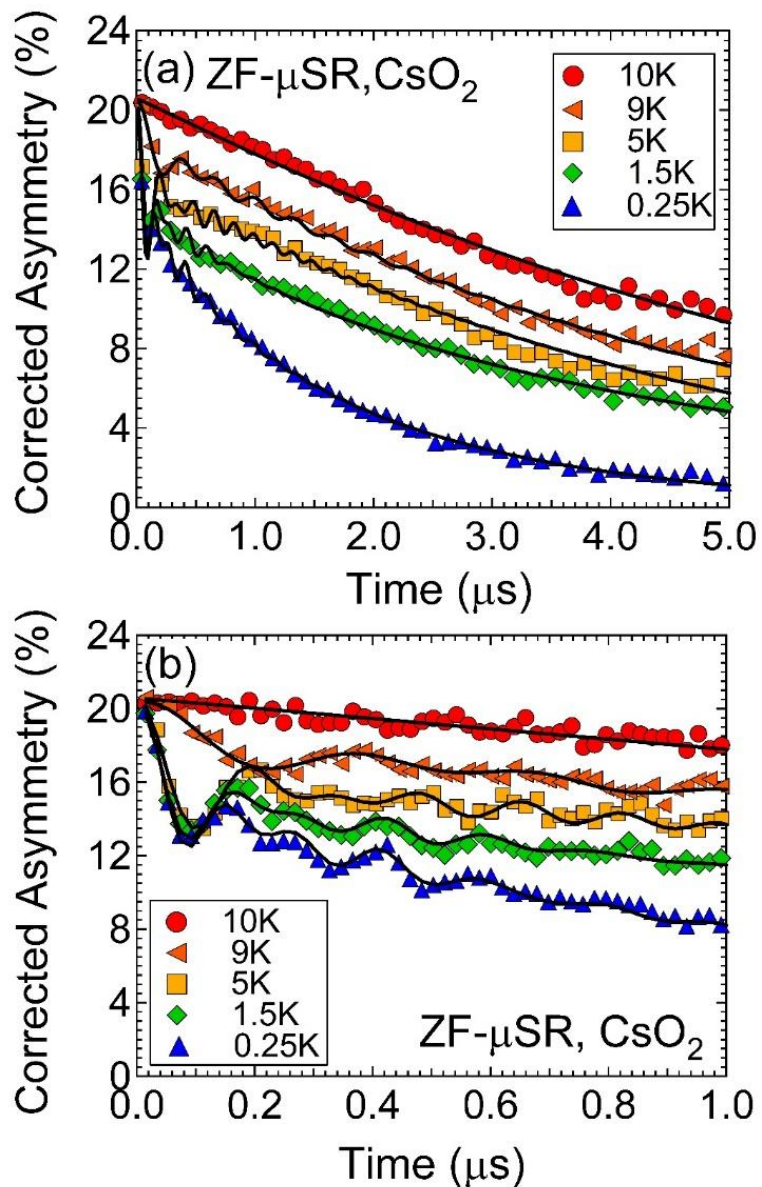 24
20
16
12
8
4
0
Corrected Asymmetry (%)
(a) ZF-μSR,CsO₂
10K
9K
5K
1.5K
0.25K
0.0 1.0 2.0 3.0 4.0 5.0
Time (μs)
24
20
16
12
8
4
0
Corrected Asymmetry (%)
(b)
10K
9K
5K
1.5K
0.25K
ZF-μSR, CsO₂
0.0 0.2 0.4 0.6 0.8 1.0
Time (μs)